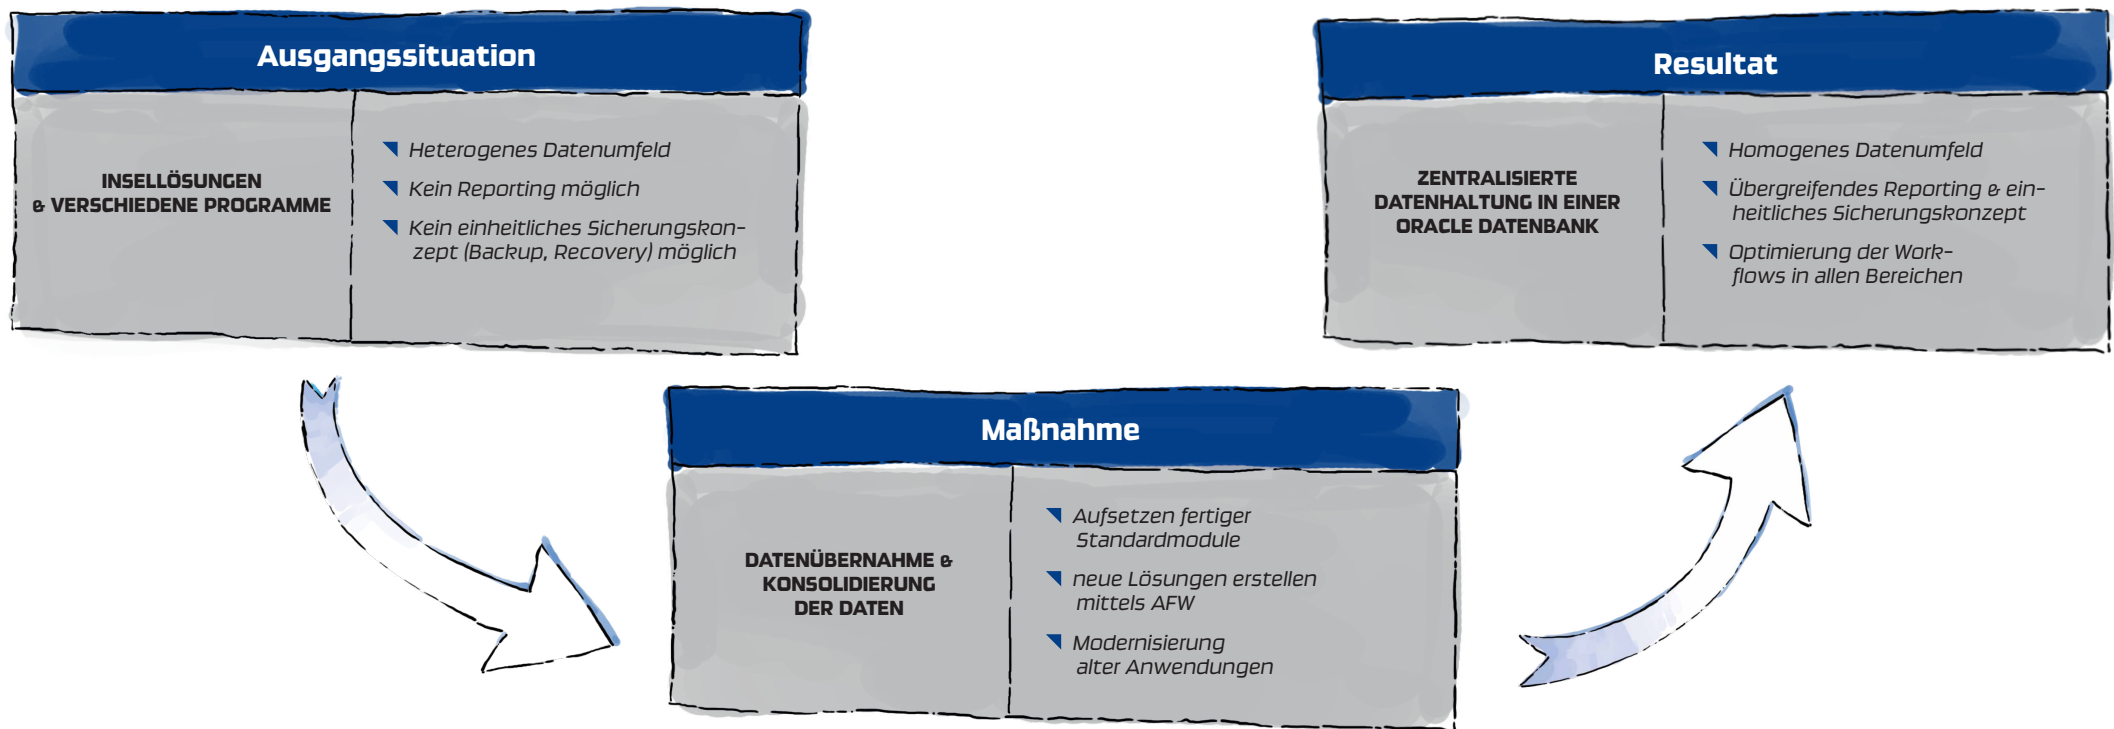 Ausgangssituation
INSELLÖSUNGEN
& VERSCHIEDENE PROGRAMME
Heterogenes Datenumfeld
Kein Reporting möglich
Kein einheitliches Sicherungskon-
zept (Backup, Recovery) möglich
Maßnahme
DATENÜBERNAHME &
KONSOLIDIERUNG
DER DATEN
Aufsetzen fertiger
Standardmodule
neue Lösungen erstellen
mittels AFW
Modernisierung
alter Anwendungen
Resultat
ZENTRALISIERTE
DATENHALTUNG IN EINER
ORACLE DATENBANK
Homogenes Datenumfeld
Übergreifendes Reporting & ein-
heitliches Sicherungskonzept
Optimierung der Work-
flows in allen Bereichen